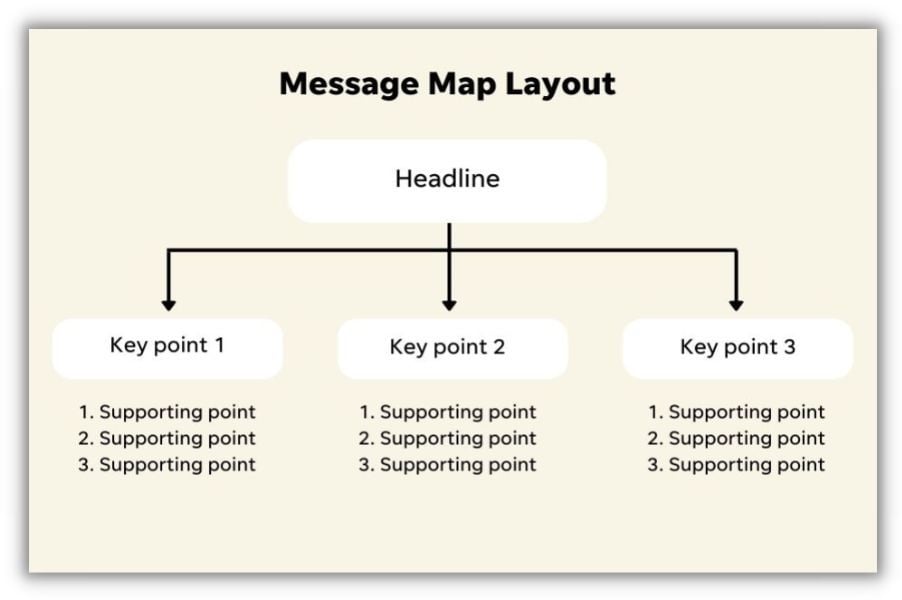 Message Map Layout
Headline
Key point 1
1. Supporting point
2. Supporting point
3. Supporting point
Key point 2
1. Supporting point
2. Supporting point
3. Supporting point
Key point 3
1. Supporting point
2. Supporting point
3. Supporting point